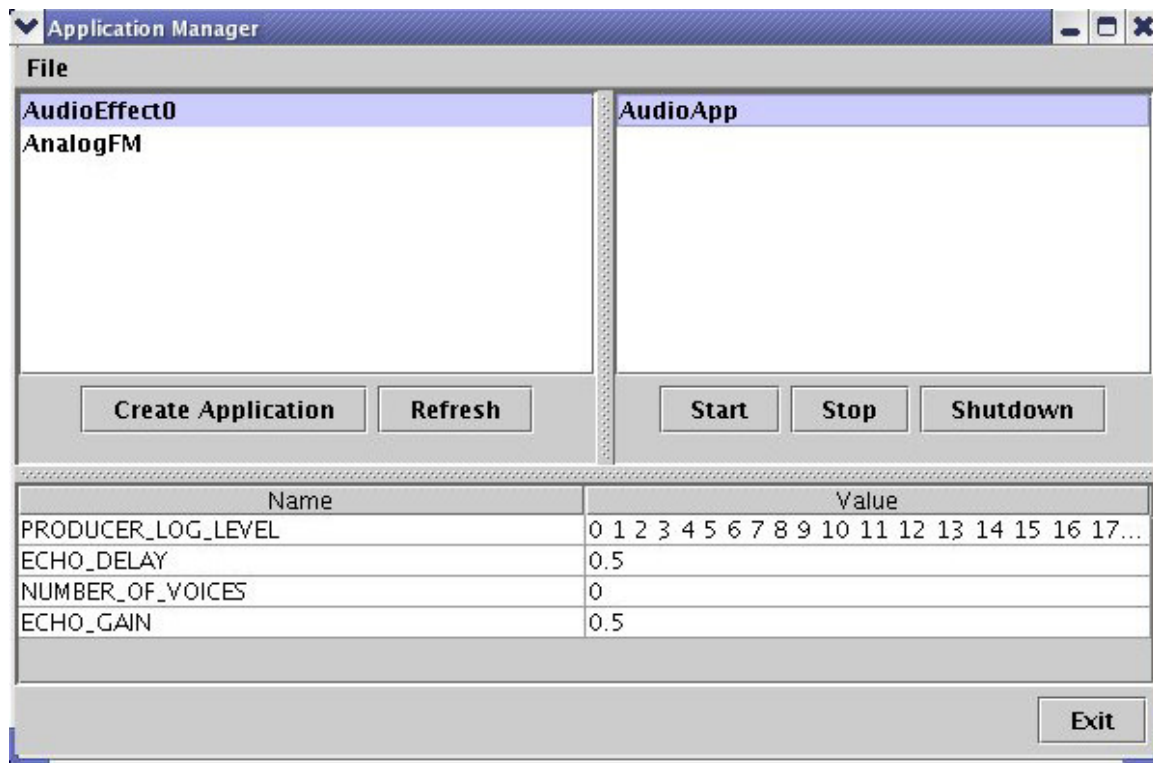 Application Manager
File
AudioEffect0
AnalogFM
AudioApp
Create Application Refresh
Start Stop Shutdown
Name Value
PRODUCER_LOG_LEVEL 0 1 2 3 4 5 6 7 8 9 10 11 12 13 14 15 16 17...
ECHO_DELAY 0.5
NUMBER_OF_VOICES 0
ECHO_GAIN 0.5
Exit